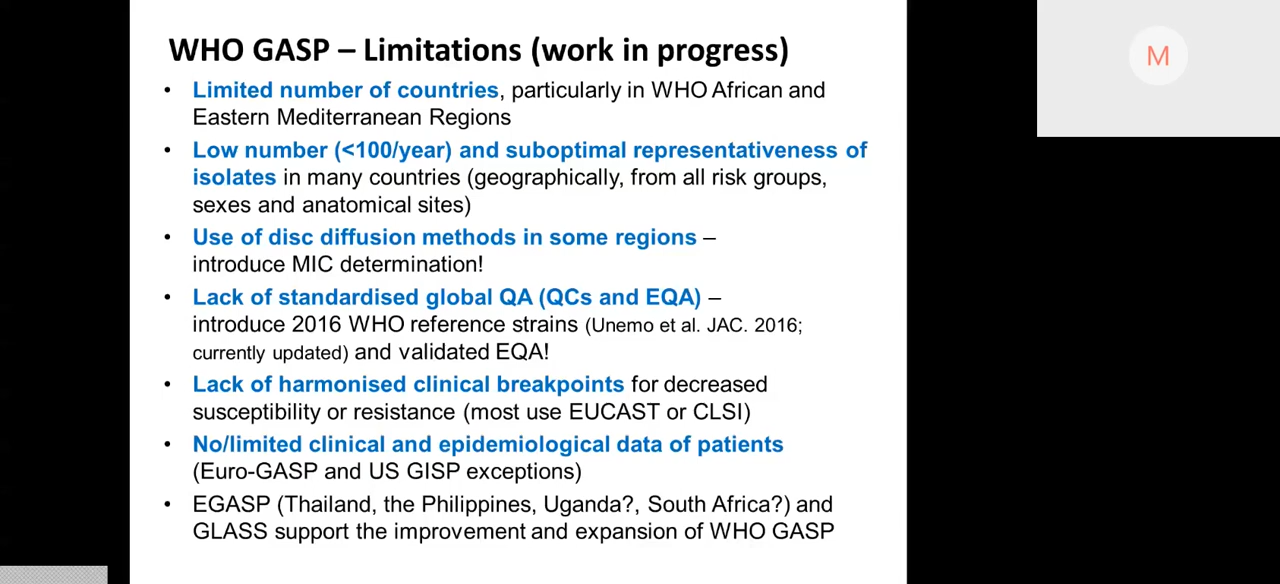 WHO GASP – Limitations (work in progress)
• Limited number of countries, particularly in WHO African and
Eastern Mediterranean Regions
• Low number (<100/year) and suboptimal representativeness of
isolates in many countries (geographically, from all risk groups,
sexes and anatomical sites)
• Use of disc diffusion methods in some regions –
introduce MIC determination!
• Lack of standardised global QA (QCs and EQA) –
introduce 2016 WHO reference strains (Unemo et al. JAC. 2016;
currently updated) and validated EQA!
• Lack of harmonised clinical breakpoints for decreased
susceptibility or resistance (most use EUCAST or CLSI)
• No/limited clinical and epidemiological data of patients
(Euro-GASP and US GISP exceptions)
• EGASP (Thailand, the Philippines, Uganda?, South Africa?) and
GLASS support the improvement and expansion of WHO GASP
M